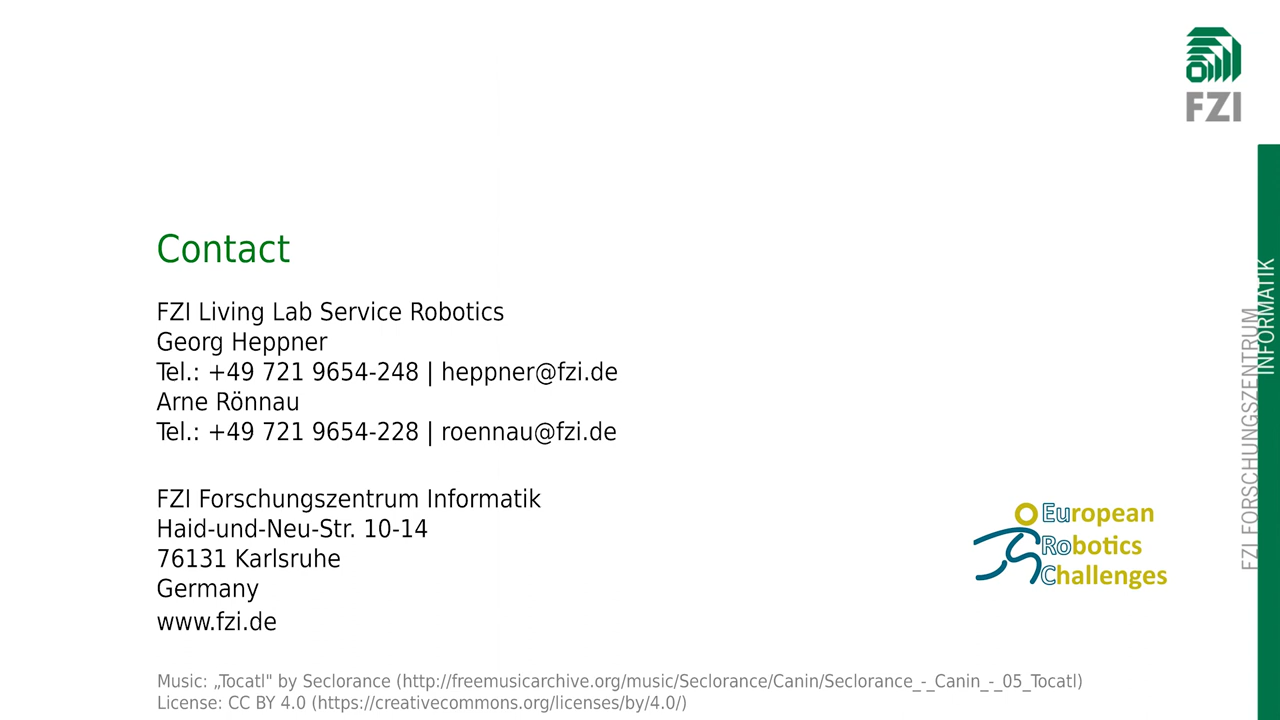 FZI
Contact
FZI Living Lab Service Robotics
Georg Heppner
Tel.: +49 721 9654-248 | heppner@fzi.de
Arne Rönnau
Tel.: +49 721 9654-228 | roennau@fzi.de
FZI Forschungszentrum Informatik
Haid-und-Neu-Str. 10-14
76131 Karlsruhe
Germany
www.fzi.de
European
Robotics
Challenges
FZI FORSCHUNGSZENTRUM
INFORMATIK
Music: „Tocatl" by Seclorance (http://freemusicarchive.org/music/Seclorance/Canin/Seclorance_-_Canin_-_05_Tocatl)
License: CC BY 4.0 (https://creativecommons.org/licenses/by/4.0/)